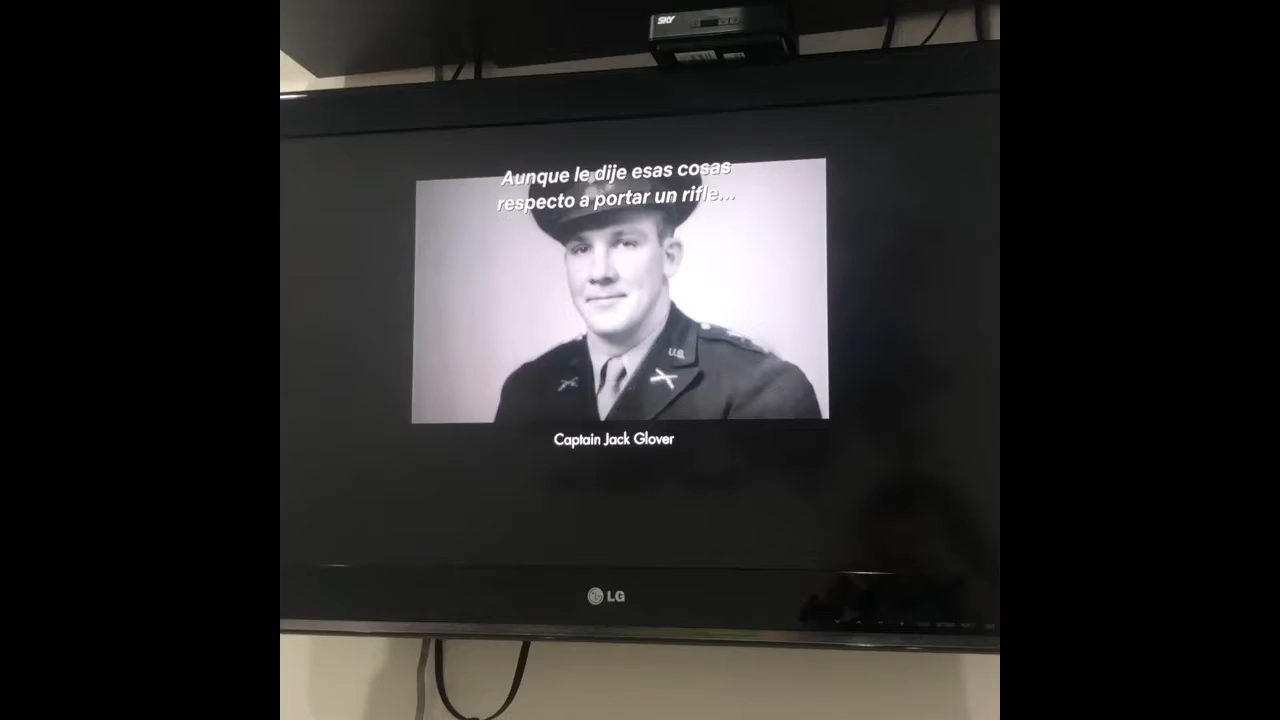 SKY
Aunque le dije esas cosas
respecto a portar un rifle...
U.S.
Captain Jack Glover
LG